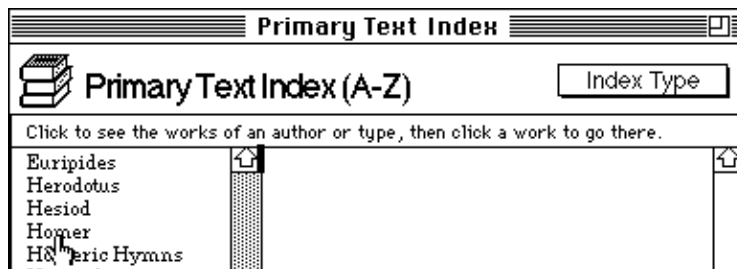 Primary Text Index
Primary Text Index (A-Z)
Index Type
Click to see the works of an author or type, then click a work to go there.
Euripides
Herodotus
Hesiod
Homer
Homeric Hymns